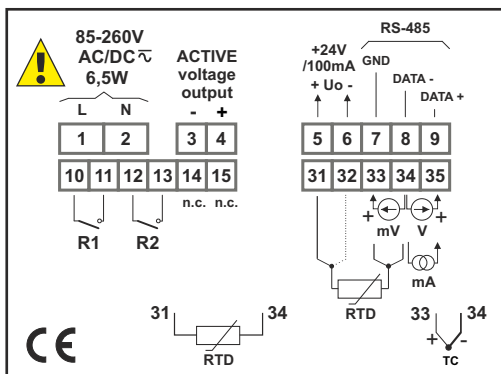 85-260V
AC/DC
6,5W
L N
ACTIVE
voltage
output
- +
+24V
/100mA
+ Uo -
RS-485
GND
DATA -
DATA +
1 2 3 4 5 6 7 8 9
10 11 12 13 14 15 31 32 33 34 35
n.c. n.c.
R1 R2
+ mV V +
mA
RTD
31 34
RTD
33 34
+ -
TC
CE